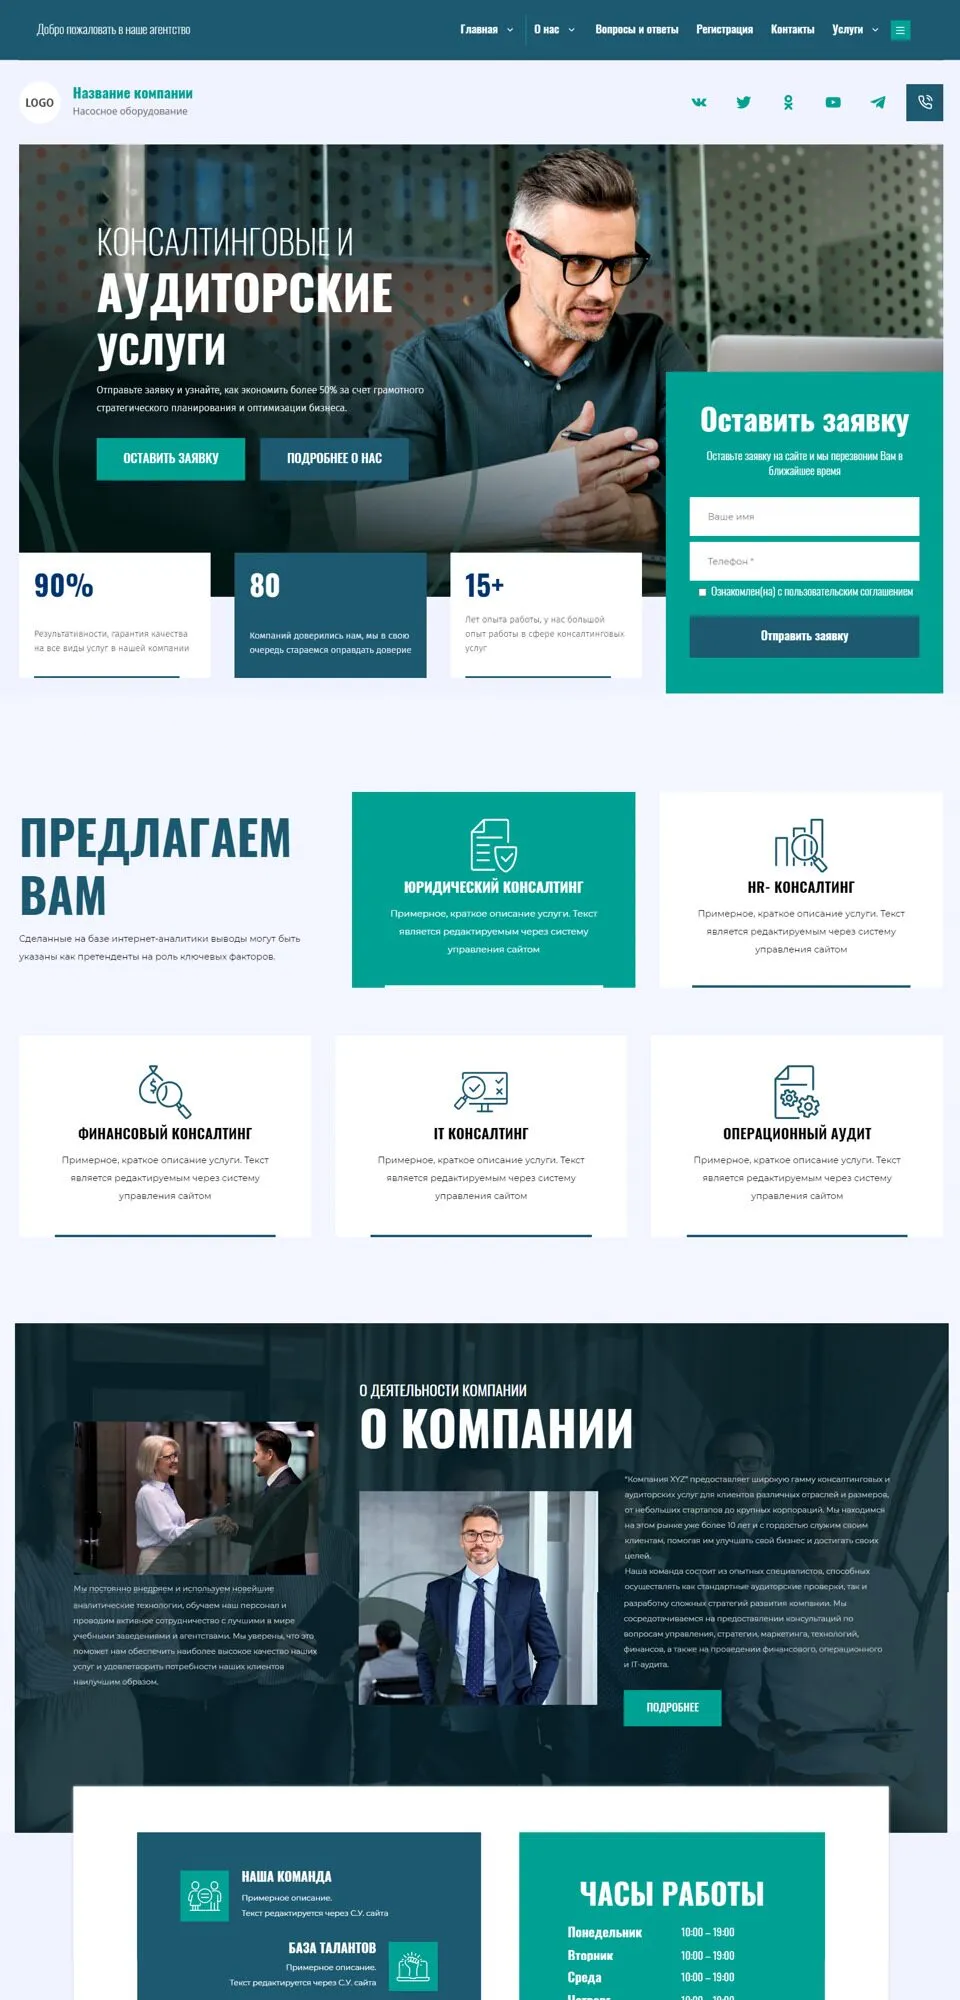 Добро пожаловать в наше агентство
Главная
О нас
Вопросы и ответы
Регистрация
Контакты
Услуги
LOGO
Название компании
Насосное оборудование
КОНСАЛТИНГОВЫЕ И
АУДИТОРСКИЕ
УСЛУГИ
Отправьте заявку и узнайте, как экономить более 50% за счет грамотного
стратегического планирования и оптимизации бизнеса.
ОСТАВИТЬ ЗАЯВКУ
ПОДРОБНЕЕ О НАС
Оставить заявку
Оставьте заявку на сайте и мы перезвоним Вам в
ближайшее время
Ваше имя
Телефон *
Ознакомлен(на) с пользовательским соглашением
Отправить заявку
90%
Результативности, гарантия качества
на все виды услуг в нашей компании
80
Компаний доверились нам, мы в свою
очередь стараемся оправдать доверие
15+
Лет опыта работы, у нас большой
опыт работы в сфере консалтинговых
услуг
ПРЕДЛАГАЕМ
ВАМ
Сделанные на базе интернет-аналитики выводы могут быть
указаны как претенденты на роль ключевых факторов.
ЮРИДИЧЕСКИЙ КОНСАЛТИНГ
Примерное, краткое описание услуги. Текст
является редактируемым через систему
управления сайтом
HR- КОНСАЛТИНГ
Примерное, краткое описание услуги. Текст
является редактируемым через систему
управления сайтом
ФИНАНСОВЫЙ КОНСАЛТИНГ
Примерное, краткое описание услуги. Текст
является редактируемым через систему
управления сайтом
IT КОНСАЛТИНГ
Примерное, краткое описание услуги. Текст
является редактируемым через систему
управления сайтом
ОПЕРАЦИОННЫЙ АУДИТ
Примерное, краткое описание услуги. Текст
является редактируемым через систему
управления сайтом
О ДЕЯТЕЛЬНОСТИ КОМПАНИИ
О КОМПАНИИ
Мы постоянно внедряем и используем новейшие
аналитические технологии, обучаем наш персонал и
проводим активное сотрудничество с лучшими в мире
учебными заведениями и агентствами. Мы уверены, что это
поможет нам обеспечить наиболее высокое качество наших
услуг и удовлетворить потребности наших клиентов
наилучшим образом.
"Компания XYZ" предоставляет широкую гамму консалтинговых и
аудиторских услуг для клиентов различных отраслей и размеров,
от небольших стартапов до крупных корпораций. Мы находимся
на этом рынке уже более 10 лет и с гордостью служим своим
клиентам, помогая им улучшать свой бизнес и достигать своих
целей.
Наша команда состоит из опытных специалистов, способных
осуществлять как стандартные аудиторские проверки, так и
разработку сложных стратегий развития компании. Мы
сосредотачиваемся на предоставлении консультаций по
вопросам управления, стратегии, маркетинга, технологий,
финансов, а также на проведении финансового, операционного
и IT-аудита.
ПОДРОБНЕЕ
НАША КОМАНДА
Примерное описание.
Текст редактируется через С.У. сайта
БАЗА ТАЛАНТОВ
Примерное описание.
Текст редактируется через С.У. сайта
ЧАСЫ РАБОТЫ
Понедельник 10:00 – 19:00
Вторник 10:00 – 19:00
Среда 10:00 – 19:00